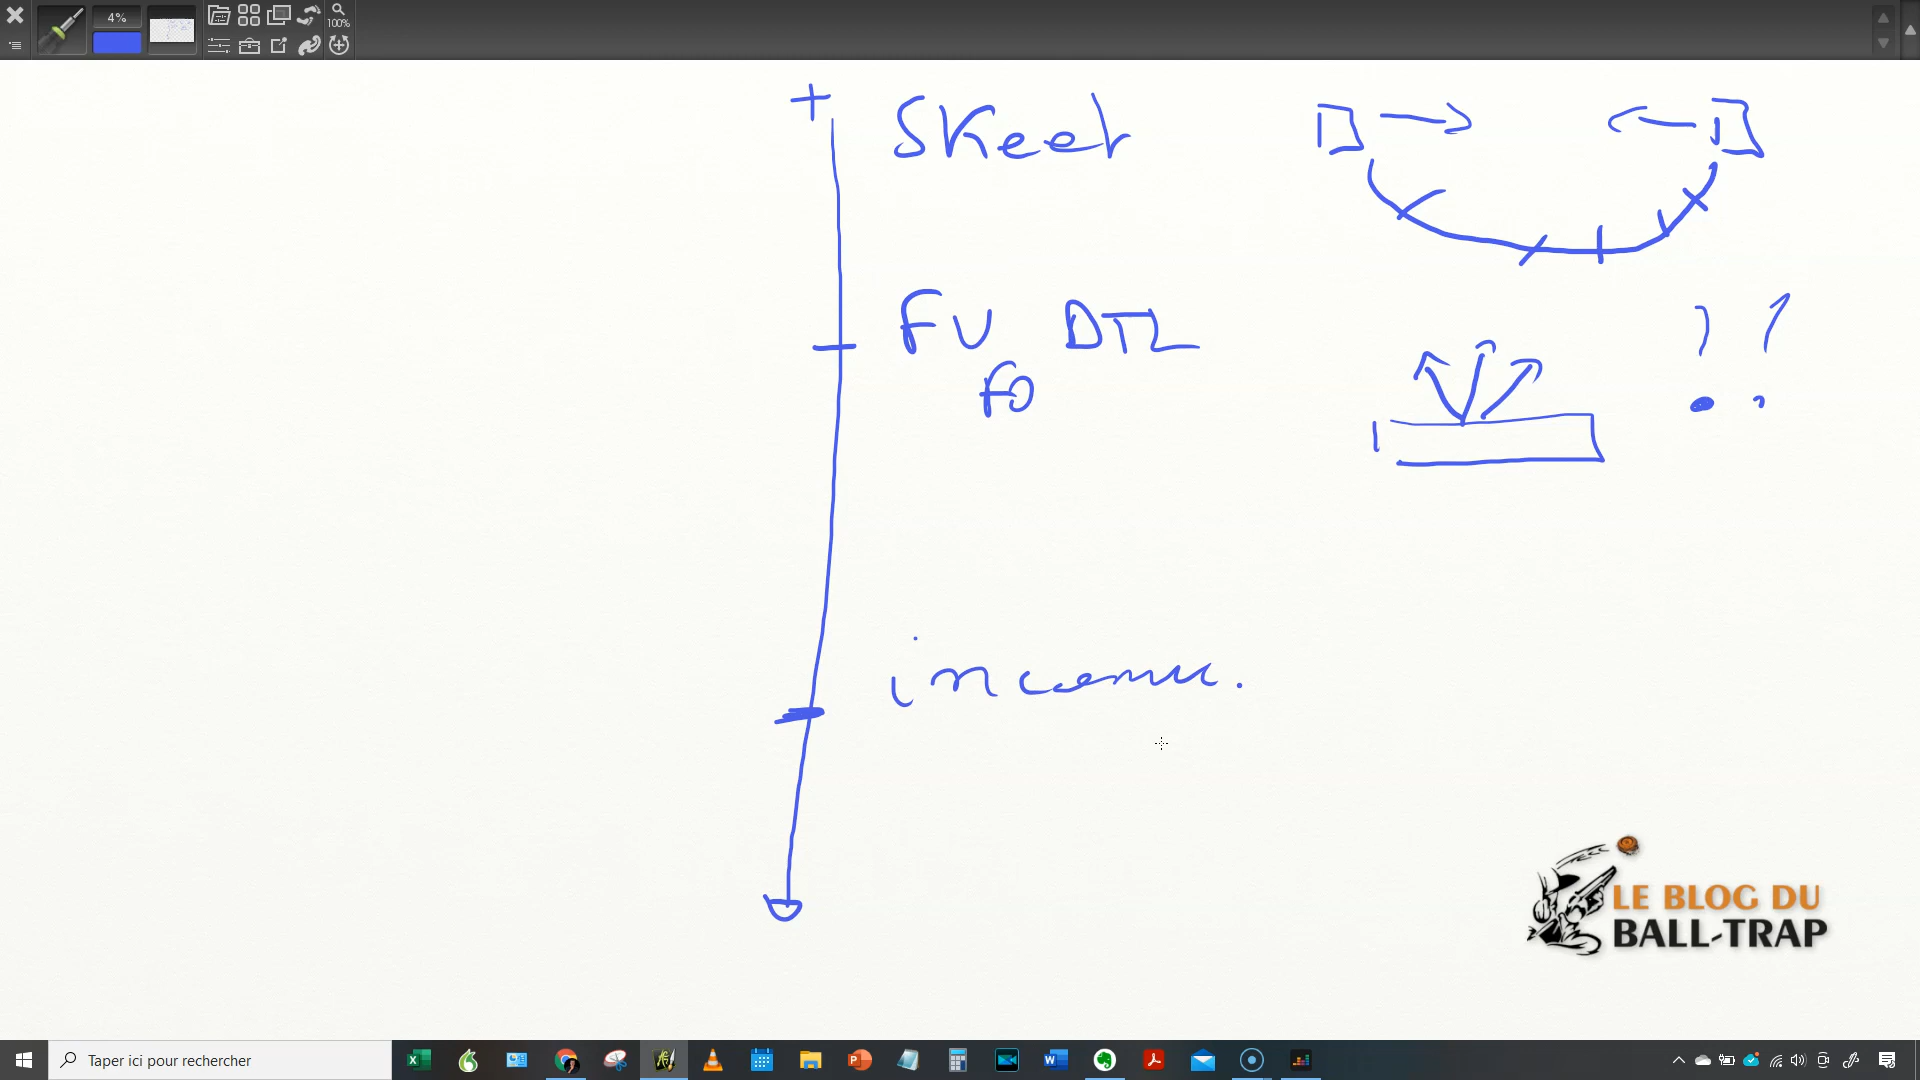 4%
100%
+ Skeet
FU DTL
fo
? ?
inconnu.
LE BLOG DU
BALL-TRAP
Taper ici pour rechercher